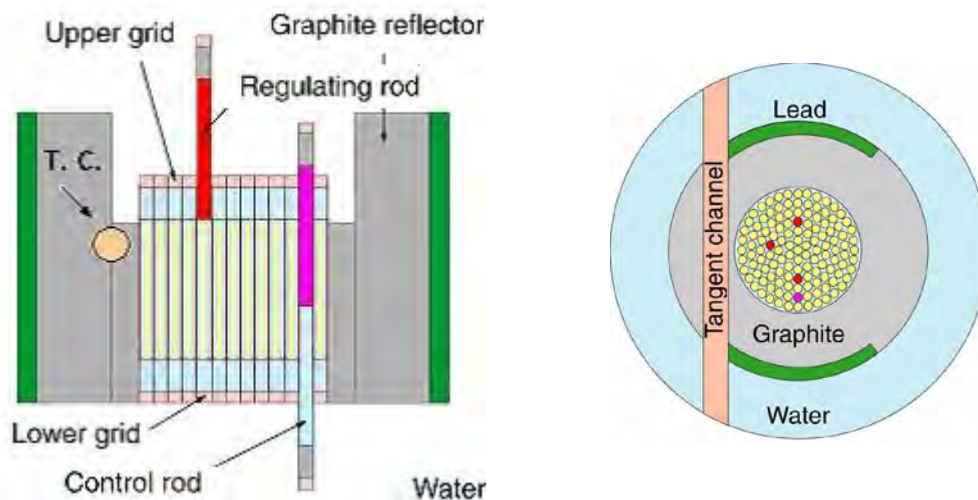 Upper grid
Graphite reflector
Regulating rod
T. C.
Lower grid
Control rod
Water
Lead
Tangent channel
Graphite
Water